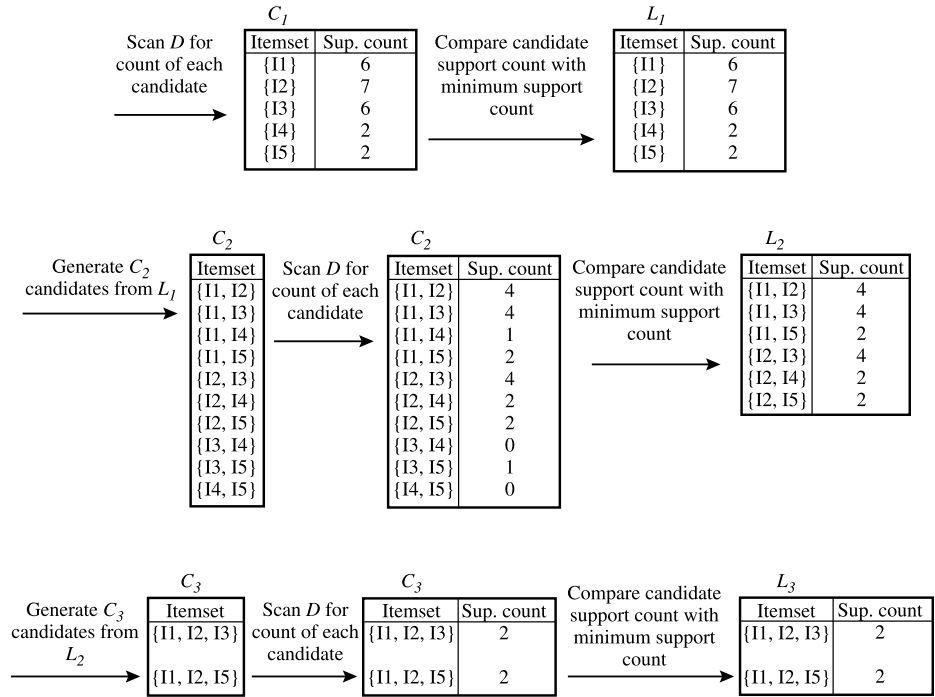 C1
L1
Scan D for
count of each
candidate
Itemset Sup. count
{I1} 6
{I2} 7
{I3} 6
{I4} 2
{I5} 2
Compare candidate
support count with
minimum support
count
Itemset Sup. count
{I1} 6
{I2} 7
{I3} 6
{I4} 2
{I5} 2
Generate C2
candidates from L1
C2
Itemset
{I1, I2}
{I1, I3}
{I1, I4}
{I1, I5}
{I2, I3}
{I2, I4}
{I2, I5}
{I3, I4}
{I3, I5}
{I4, I5}
Scan D for
count of each
candidate
C2
Itemset Sup. count
{I1, I2} 4
{I1, I3} 4
{I1, I4} 1
{I1, I5} 2
{I2, I3} 4
{I2, I4} 2
{I2, I5} 2
{I3, I4} 0
{I3, I5} 1
{I4, I5} 0
Compare candidate
support count with
minimum support
count
L2
Itemset Sup. count
{I1, I2} 4
{I1, I3} 4
{I1, I5} 2
{I2, I3} 4
{I2, I4} 2
{I2, I5} 2
Generate C3
candidates from
L2
C3
Itemset
{I1, I2, I3}
{I1, I2, I5}
Scan D for
count of each
candidate
C3
Itemset Sup. count
{I1, I2, I3} 2
{I1, I2, I5} 2
Compare candidate
support count with
minimum support
count
L3
Itemset Sup. count
{I1, I2, I3} 2
{I1, I2, I5} 2